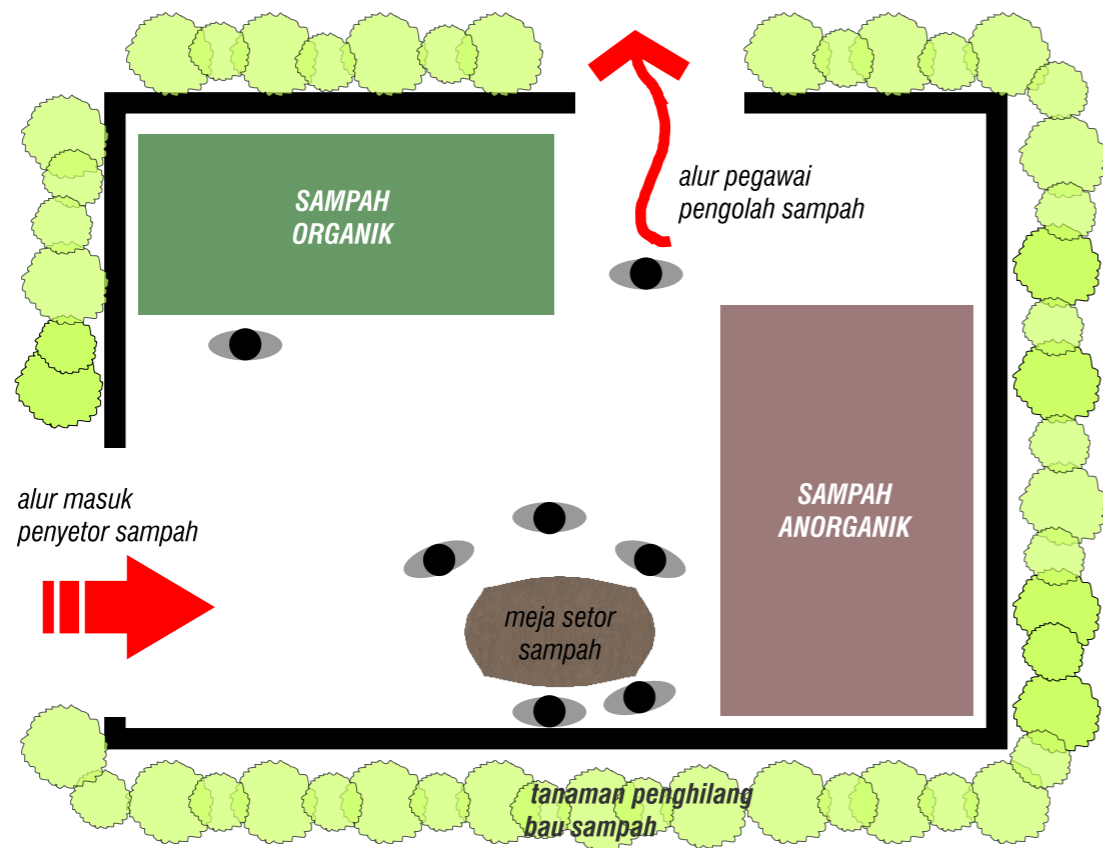 SAMPAH
ORGANIK
alur pegawai
pengolah sampah
alur masuk
penyetor sampah
SAMPAH
ANORGANIK
meja setor
sampah
tanaman penghilang
bau sampah